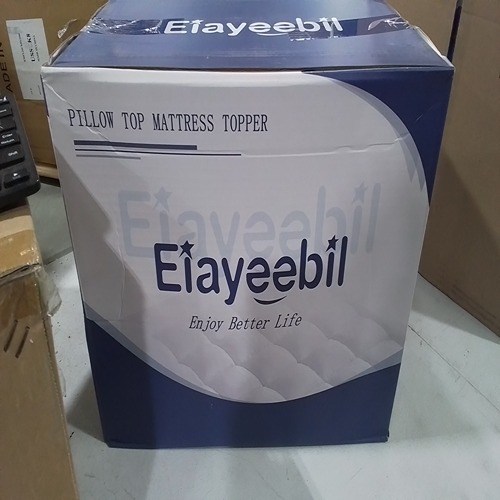 Eiayeebil
PILLOW TOP MATTRESS TOPPER
Eiayeebil
Eiayeebil
Enjoy Better Life